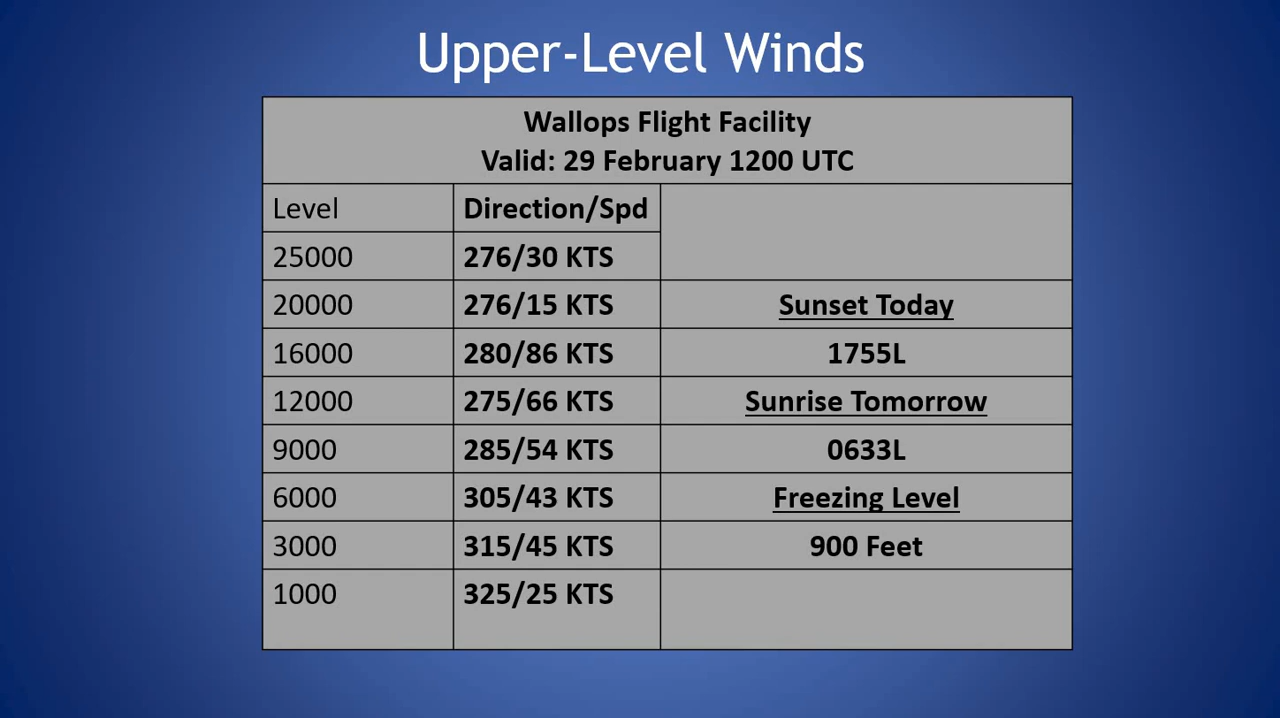 Upper-Level Winds
Wallops Flight Facility
Valid: 29 February 1200 UTC
Level Direction/Spd
25000 276/30 KTS
20000 276/15 KTS Sunset Today
16000 280/86 KTS 1755L
12000 275/66 KTS Sunrise Tomorrow
9000 285/54 KTS 0633L
6000 305/43 KTS Freezing Level
3000 315/45 KTS 900 Feet
1000 325/25 KTS